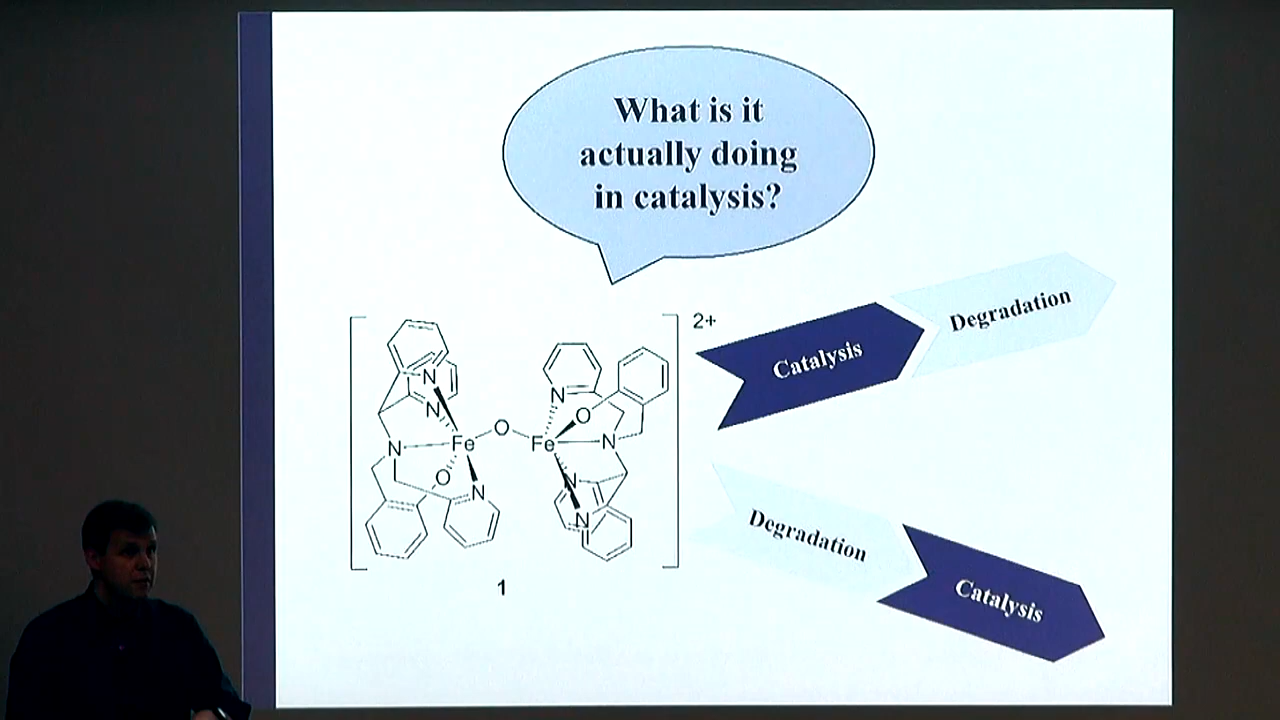 What is it
actually doing
in catalysis?
2+
Catalysis
Degradation
N
N
N
Fe
O
Fe
N
O
N
O
N
N
N
Degradation
Catalysis
1